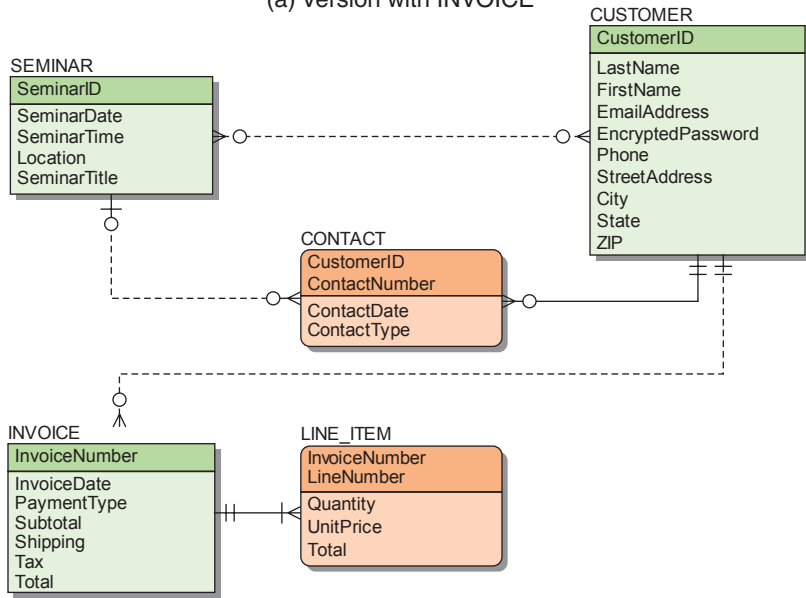 (a) Version with INVOICE
CUSTOMER
CustomerID
LastName
FirstName
EmailAddress
EncryptedPassword
Phone
StreetAddress
City
State
ZIP
SEMINAR
SeminarID
SeminarDate
SeminarTime
Location
SeminarTitle
CONTACT
CustomerID
ContactNumber
ContactDate
ContactType
INVOICE
InvoiceNumber
InvoiceDate
PaymentType
Subtotal
Shipping
Tax
Total
LINE_ITEM
InvoiceNumber
LineNumber
Quantity
UnitPrice
Total